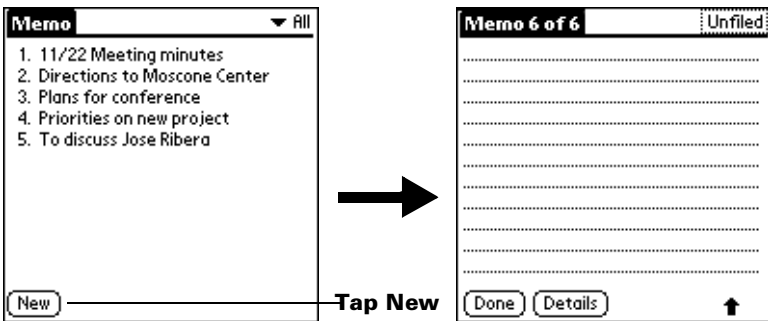 Memo
All
1. 11/22 Meeting minutes
2. Directions to Moscone Center
3. Plans for conference
4. Priorities on new project
5. To discuss Jose Ribera
New
Tap New
Memo 6 of 6
Unfiled
Done
Details